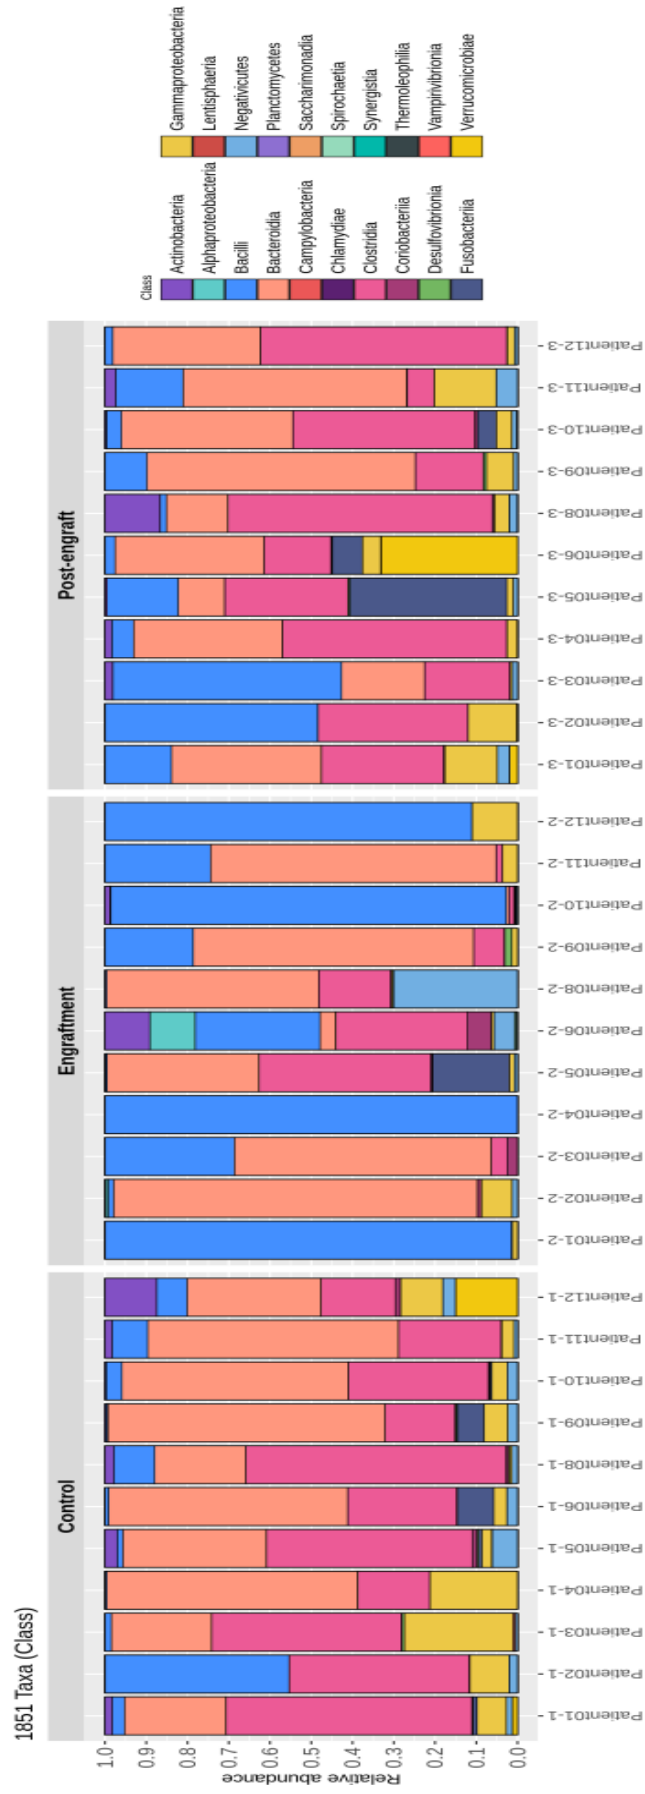 1851 Taxa (Class)
Control
Engraftment
Post-engraft
Relative abundance
1.0
0.9
0.8
0.7
0.6
0.5
0.4
0.3
0.2
0.1
0.0
Patient01-1
Patient02-1
Patient03-1
Patient04-1
Patient05-1
Patient06-1
Patient08-1
Patient09-1
Patient10-1
Patient11-1
Patient12-1
Patient01-2
Patient02-2
Patient03-2
Patient04-2
Patient05-2
Patient06-2
Patient08-2
Patient09-2
Patient10-2
Patient11-2
Patient12-2
Patient01-3
Patient02-3
Patient03-3
Patient04-3
Patient05-3
Patient06-3
Patient08-3
Patient09-3
Patient10-3
Patient11-3
Patient12-3
Class
Actinobacteria
Alphaproteobacteria
Bacilli
Bacteroidia
Campylobacteria
Chlamydiae
Clostridia
Coriobacteriia
Desulfovibrionia
Fusobacteriia
Gammaproteobacteria
Lentisphaeria
Negativicutes
Planctomycetes
Saccharimonadia
Spirochaetia
Synergistia
Thermoleophilia
Vampirivibrionia
Verrucomicrobiae